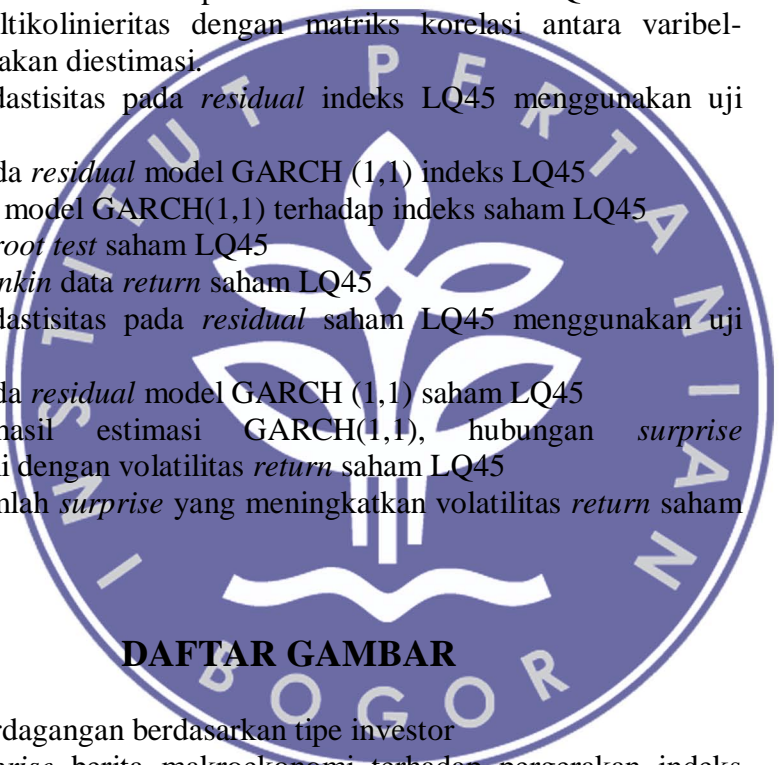 ltikolinieritas dengan matriks korelasi antara varibel-
akan diestimasi.
dastisitas pada residual indeks LQ45 menggunakan uji
da residual model GARCH (1,1) indeks LQ45
model GARCH(1,1) terhadap indeks saham LQ45
root test saham LQ45
nkin data return saham LQ45
dastisitas pada residual saham LQ45 menggunakan uji
da residual model GARCH (1,1) saham LQ45
hasil estimasi GARCH(1,1), hubungan surprise
i dengan volatilitas return saham LQ45
mlah surprise yang meningkatkan volatilitas return saham
DAFTAR GAMBAR
rdagangan berdasarkan tipe investor
berita makroekonomi terhadap pergerakan indeks
INSTITUT PERTANIAN
BOGOR